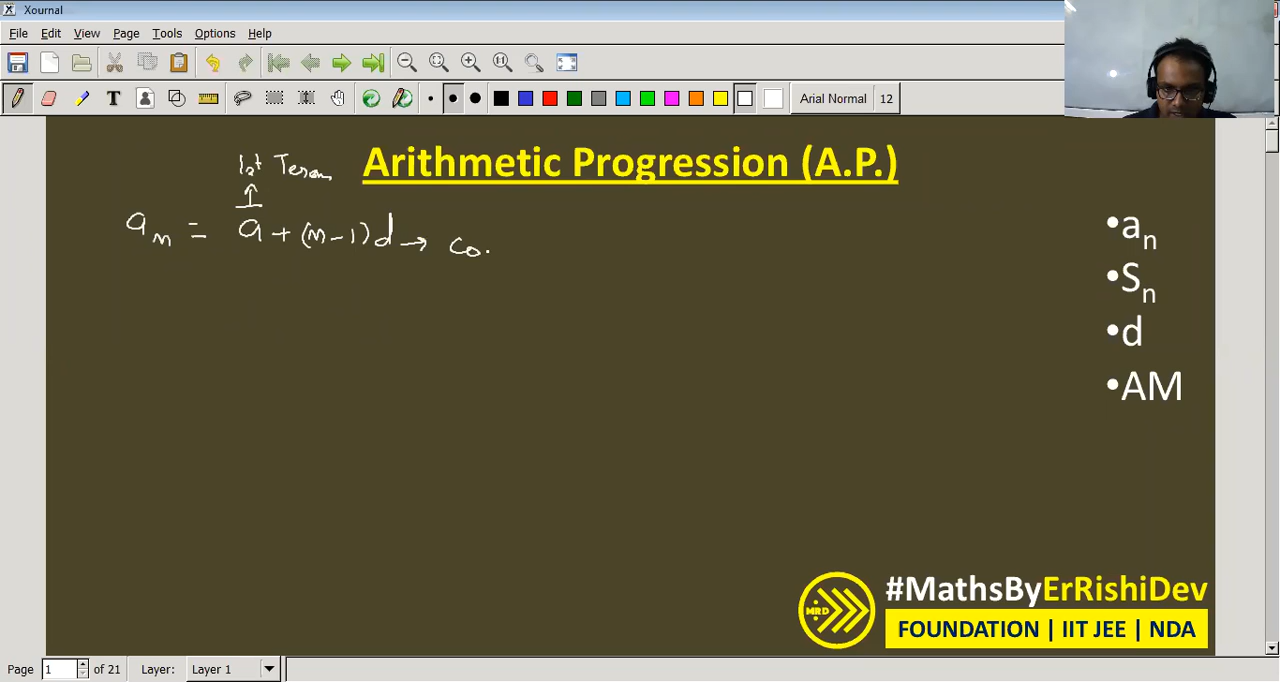 Xournal
File Edit View Page Tools Options Help
Arial Normal 12
Arithmetic Progression (A.P.)
1st Term
aₙ = a + (n-1)d → co.
•aₙ
•Sₙ
•d
•AM
MRD
#MathsByErRishiDev
FOUNDATION | IIT JEE | NDA
Page 1 of 21 Layer: Layer 1